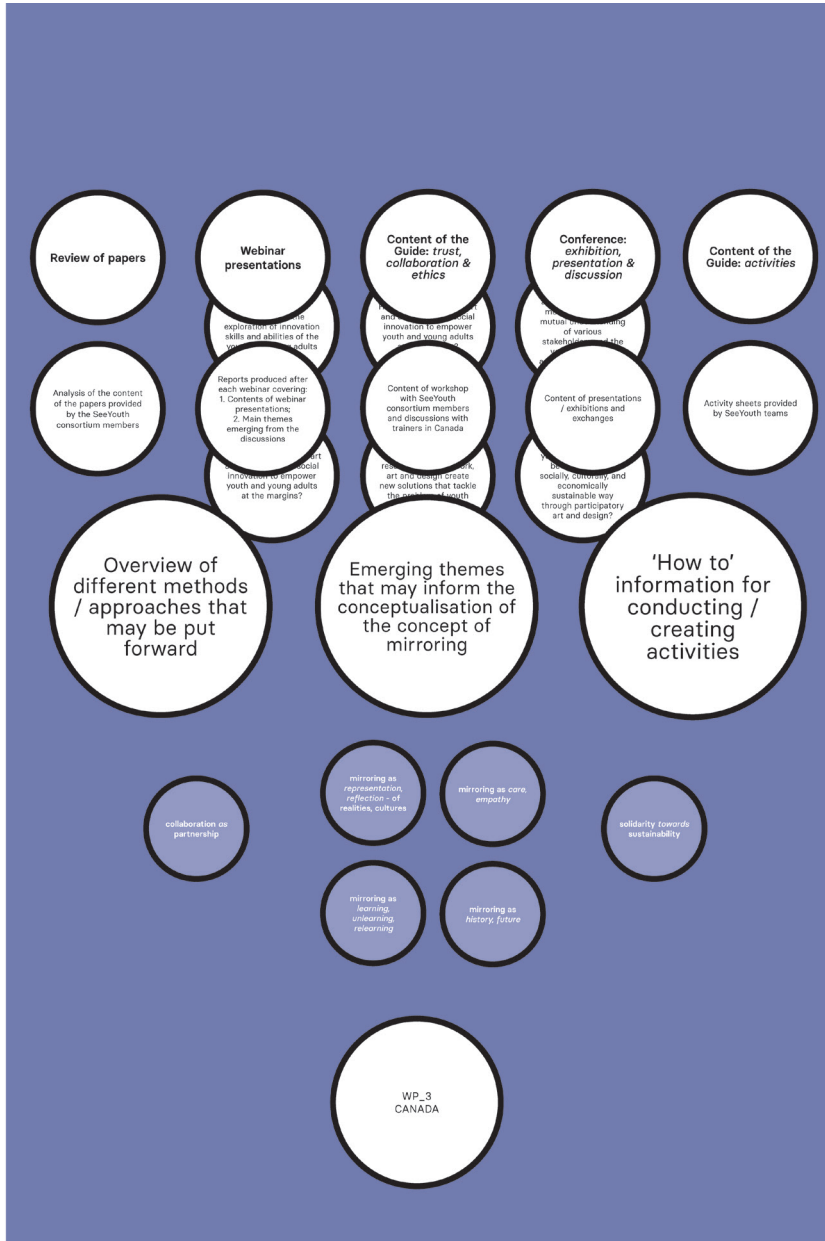 Review of papers
Webinar
presentations
Content of the
Guide: trust,
collaboration &
ethics
Conference:
exhibition,
presentation &
discussion
Content of the
Guide: activities
exploration of innovation
skills and abilities of the
adults
and
social
innovation to empower
youth and young adults
mutual
of various
the
Analysis of the content
of the papers provided
by the SeeYouth
consortium members
Reports produced after
each webinar covering:
1. Contents of webinar
presentations;
2. Main themes
emerging from the
discussions
Content of workshop
with SeeYouth
consortium members
and discussions with
trainers in Canada
Content of presentations
/ exhibitions and
exchanges
Activity sheets provided
by SeeYouth teams
art
social
innovation to empower
youth and young adults
at the margins?
art and design create
new solutions that tackle
youth
socially, culturally, and
economically
sustainable way
through participatory
art and design?
Overview of
different methods
/ approaches that
may be put
forward
Emerging themes
that may inform the
conceptualisation of
the concept of
mirroring
‘How to’
information for
conducting /
creating
activities
collaboration as
partnership
mirroring as
representation,
reflection - of
realities, cultures
mirroring as care,
empathy
solidarity towards
sustainability
mirroring as
learning,
unlearning,
relearning
mirroring as
history, future
WP_3
CANADA